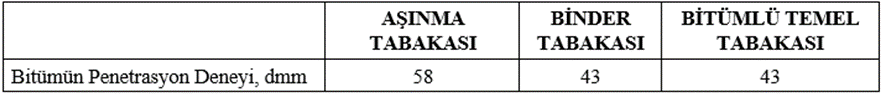 AŞINMA TABAKASI BİNDER TABAKASI BİTÜMLÜ TEMEL TABAKASI
Bitümün Penetrasyon Deneyi, dmm 58 43 43